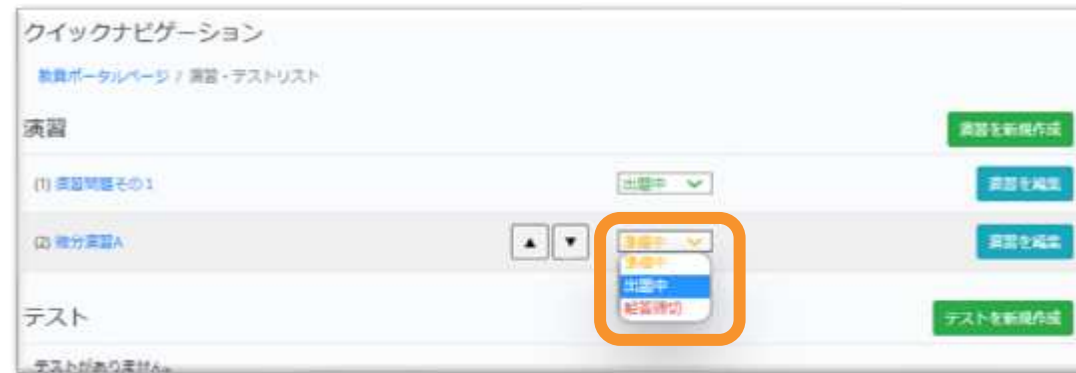 クイックナビゲーション
教員ポータルページ / 演習・テストリスト
演習
演習を新規作成
(1) 演習問題その1
出題中
演習を編集
(2) 微分演習A
▲ ▼
準備中
演習を編集
準備中
出題中
解答締切
テスト
テストを新規作成
テストがありません。